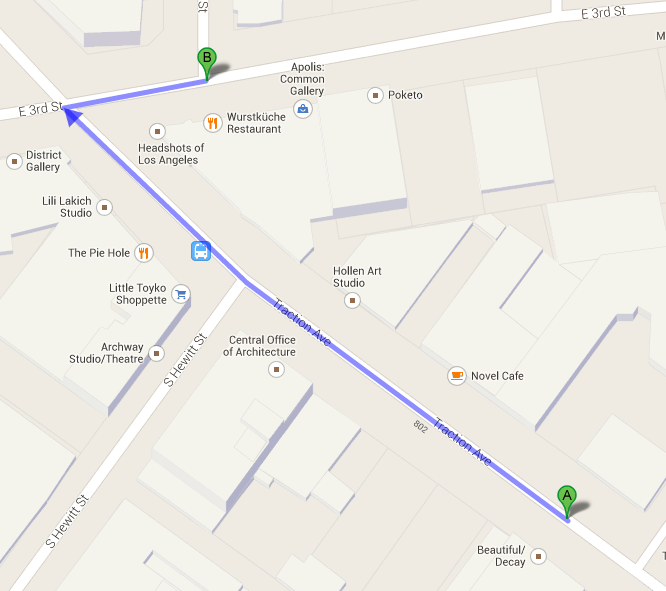 St
E 3rd St
M
B
Apolis:
Common
Gallery
Poketo
E 3rd St
Wurstküche
Restaurant
Headshots of
Los Angeles
District
Gallery
Lili Lakich
Studio
The Pie Hole
Little Toyko
Shoppette
Hollen Art
Studio
Traction Ave
Central Office
of Architecture
Archway
Studio/Theatre
S Hewitt St
Novel Cafe
802
Traction Ave
A
S Hewitt St
Beautiful/
Decay
T